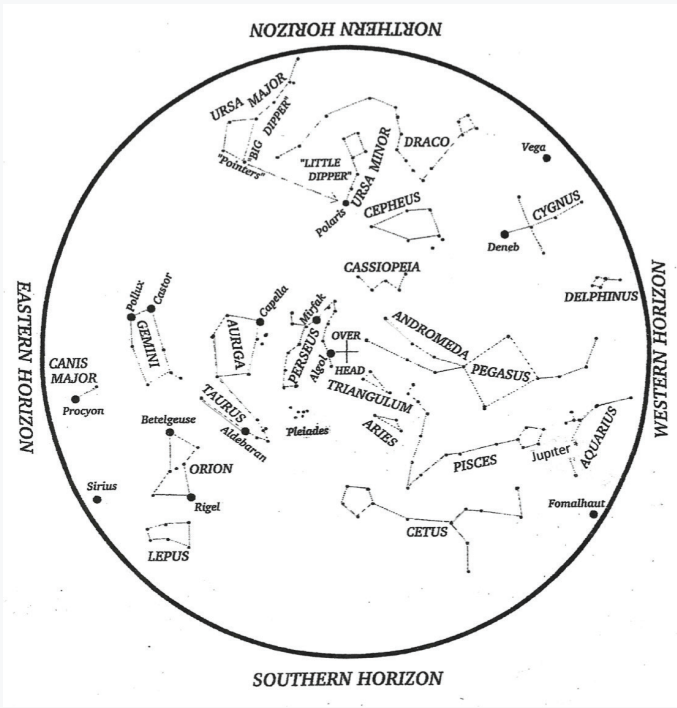 NORTHERN HORIZON
URSA MAJOR
"BIG DIPPER"
"Pointers"
"LITTLE
DIPPER"
URSA MINOR
DRACO
Polaris
CEPHEUS
Vega
CYGNUS
Deneb
CASSIOPEIA
DELPHINUS
EASTERN HORIZON
WESTERN HORIZON
Pollux
Castor
GEMINI
Capella
AURIGA
Mirfak
PERSEUS
Algol
OVER
HEAD
ANDROMEDA
PEGASUS
CANIS
MAJOR
Procyon
TAURUS
Aldebaran
Pleiades
TRIANGULUM
ARIES
Betelgeuse
ORION
Rigel
Sirius
PISCES
Jupiter
AQUARIUS
Fomalhaut
CETUS
LEPUS
SOUTHERN HORIZON